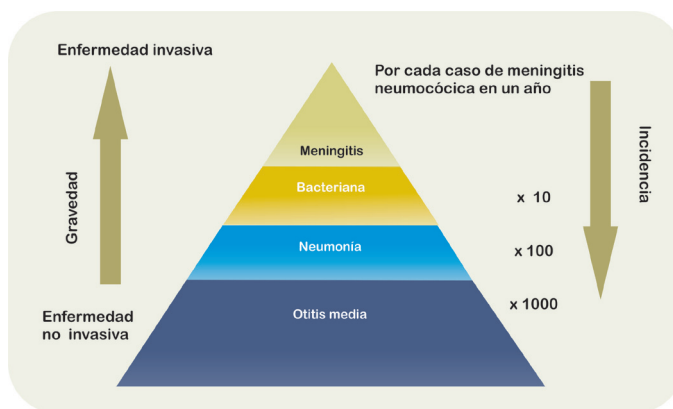 Enfermedad invasiva
Por cada caso de meningitis
neumocócica en un año
Gravedad
Incidencia
Meningitis
Bacteriana
x 10
Neumonía
x 100
Otitis media
x 1000
Enfermedad
no invasiva